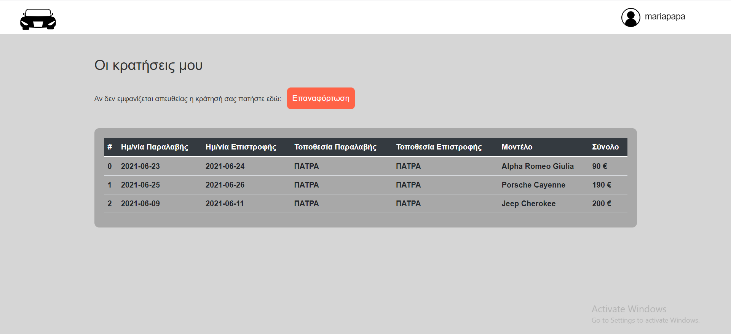 mariapapa
Οι κρατήσεις μου
Αν δεν εμφανίζεται απευθείας η κράτησή σας πατήστε εδώ: Επαναφόρτωση
# Ημ/νία Παραλαβής Ημ/νία Επιστροφής Τοποθεσία Παραλαβής Τοποθεσία Επιστροφής Μοντέλο Σύνολο
0 2021-06-23 2021-06-24 ΠΑΤΡΑ ΠΑΤΡΑ Alpha Romeo Giulia 90 €
1 2021-06-25 2021-06-26 ΠΑΤΡΑ ΠΑΤΡΑ Porsche Cayenne 190 €
2 2021-06-09 2021-06-11 ΠΑΤΡΑ ΠΑΤΡΑ Jeep Cherokee 200 €
Activate Windows
Go to Settings to activate Windows.